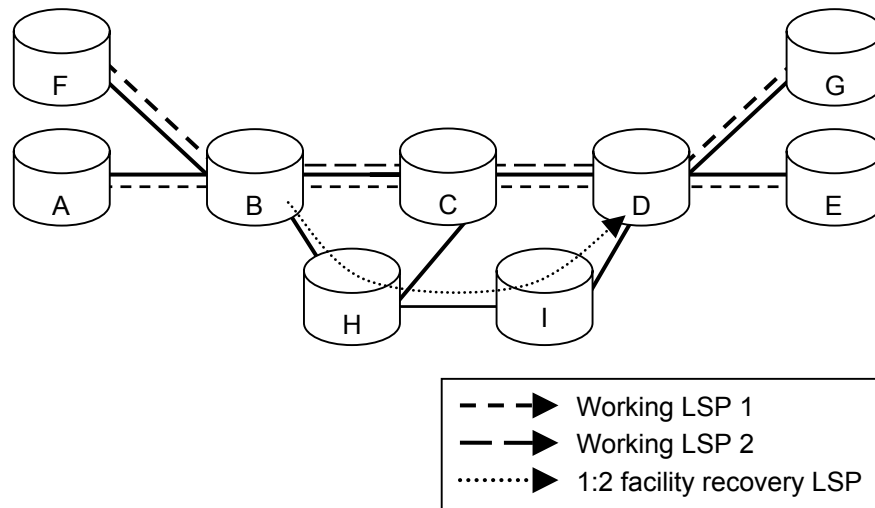 F
G
A
B
C
D
E
H
I
Working LSP 1
Working LSP 2
1:2 facility recovery LSP